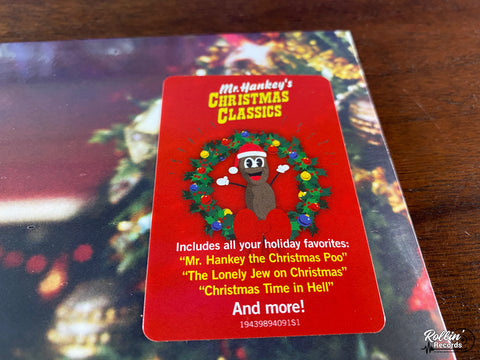 Mr. Hankey's
CHRISTMAS
CLASSICS
Includes all your holiday favorites:
"Mr. Hankey the Christmas Poo"
"The Lonely Jew on Christmas"
"Christmas Time in Hell"
And more!
19439894091S1
Rollin'
Records